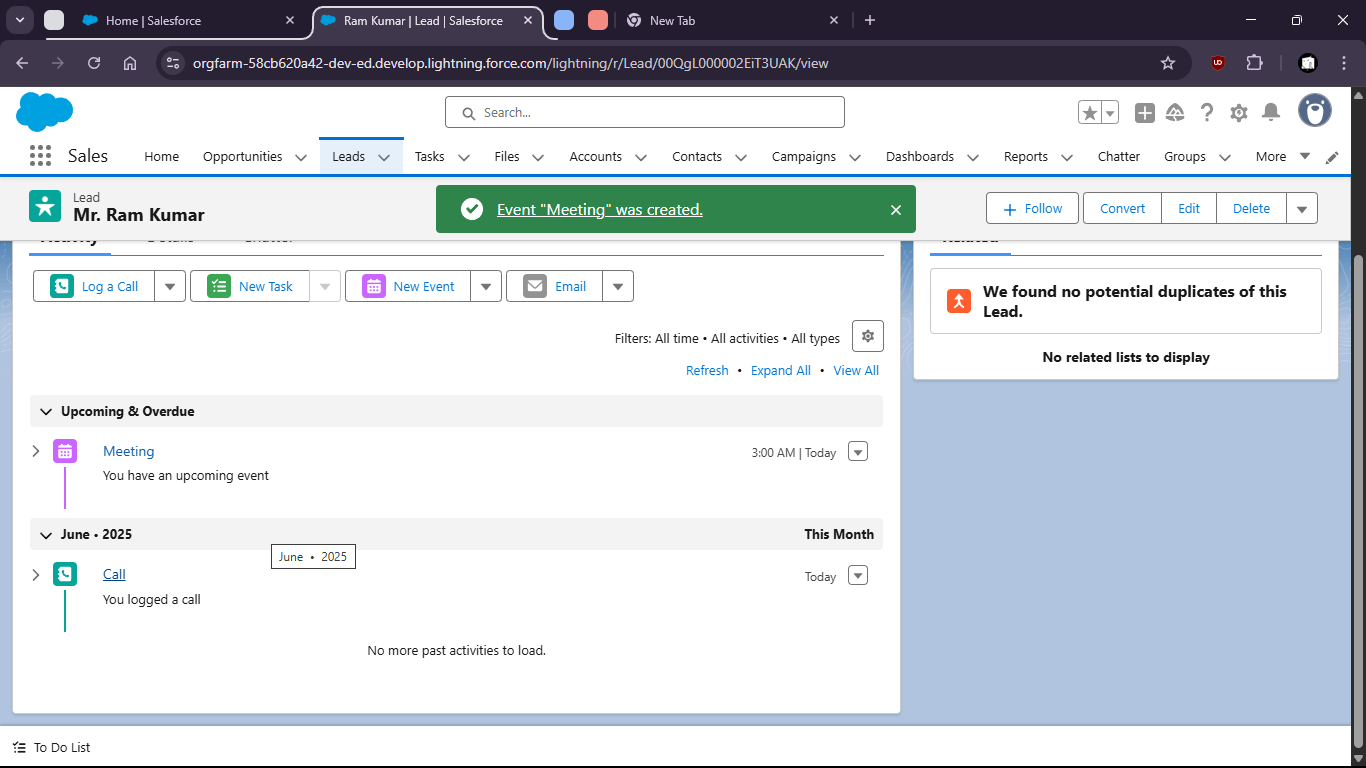 Home | Salesforce
Ram Kumar | Lead | Salesforce
New Tab
orgfarm-58cb620a42-dev-ed.develop.lightning.force.com/lightning/r/Lead/00QgL000002EiT3UAK/view
Search...
Sales Home Opportunities Leads Tasks Files Accounts Contacts Campaigns Dashboards Reports Chatter Groups More
Lead
Mr. Ram Kumar
Event "Meeting" was created.
Follow Convert Edit Delete
Activity Details Chatter
Related
Log a Call New Task New Event Email
We found no potential duplicates of this
Lead.
No related lists to display
Filters: All time • All activities • All types
Refresh • Expand All • View All
Upcoming & Overdue
Meeting 3:00 AM | Today
You have an upcoming event
June • 2025 This Month
June • 2025
Call Today
You logged a call
No more past activities to load.
To Do List